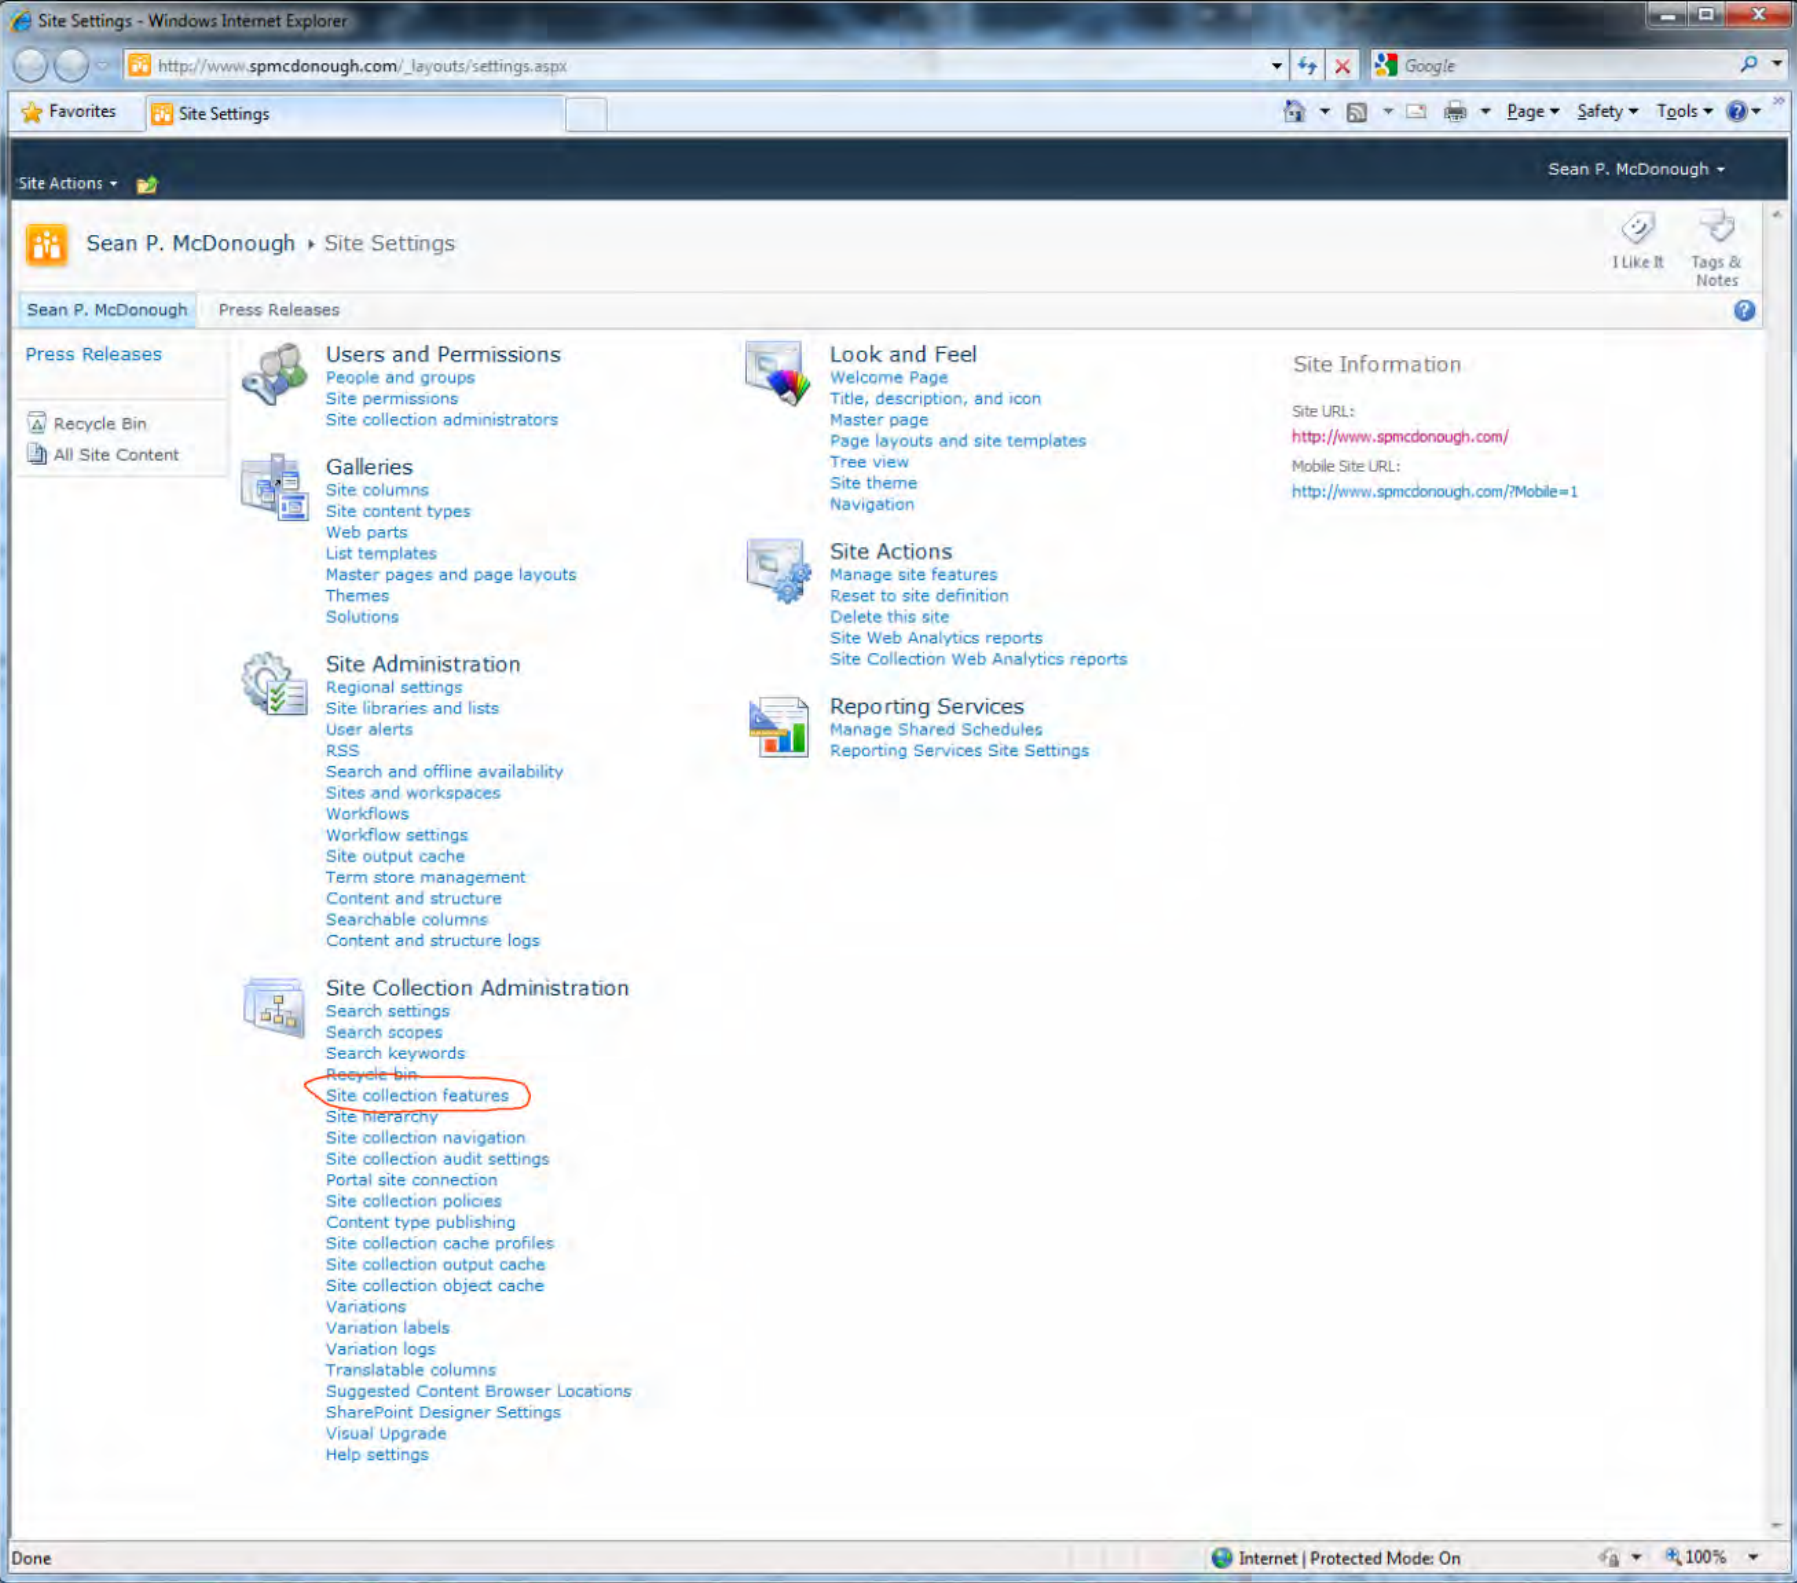 Site Settings - Windows Internet Explorer
http://www.spmcdonough.com/_layouts/settings.aspx
Google
Favorites
Site Settings
Page
Safety
Tools
Site Actions
Sean P. McDonough
Sean P. McDonough ▸ Site Settings
I Like It
Tags &
Notes
Sean P. McDonough
Press Releases
Press Releases
Recycle Bin
All Site Content
Users and Permissions
People and groups
Site permissions
Site collection administrators
Galleries
Site columns
Site content types
Web parts
List templates
Master pages and page layouts
Themes
Solutions
Site Administration
Regional settings
Site libraries and lists
User alerts
RSS
Search and offline availability
Sites and workspaces
Workflows
Workflow settings
Site output cache
Term store management
Content and structure
Searchable columns
Content and structure logs
Site Collection Administration
Search settings
Search scopes
Search keywords
Recycle bin
Site collection features
Site hierarchy
Site collection navigation
Site collection audit settings
Portal site connection
Site collection policies
Content type publishing
Site collection cache profiles
Site collection output cache
Site collection object cache
Variations
Variation labels
Variation logs
Translatable columns
Suggested Content Browser Locations
SharePoint Designer Settings
Visual Upgrade
Help settings
Look and Feel
Welcome Page
Title, description, and icon
Master page
Page layouts and site templates
Tree view
Site theme
Navigation
Site Actions
Manage site features
Reset to site definition
Delete this site
Site Web Analytics reports
Site Collection Web Analytics reports
Reporting Services
Manage Shared Schedules
Reporting Services Site Settings
Site Information
Site URL:
http://www.spmcdonough.com/
Mobile Site URL:
http://www.spmcdonough.com/?Mobile=1
Done
Internet | Protected Mode: On
100%